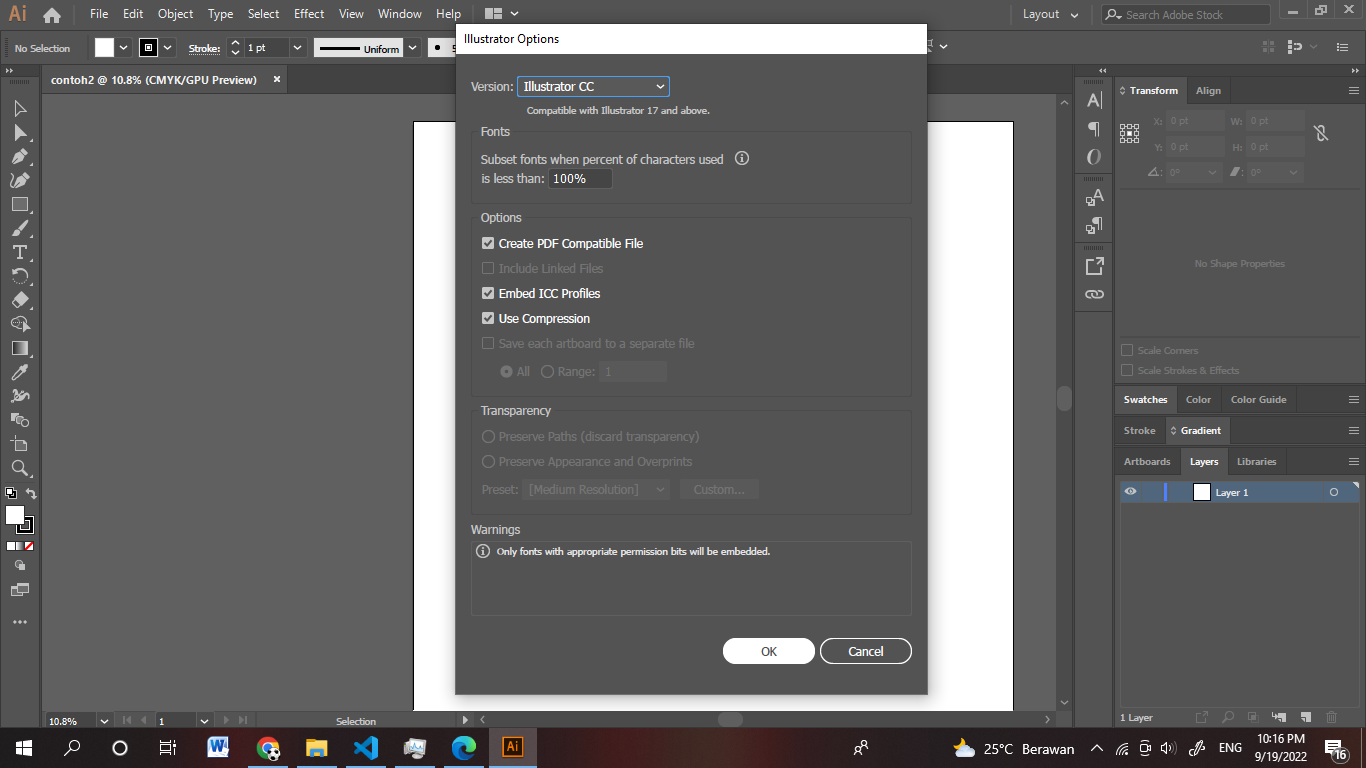 Ai File Edit Object Type Select Effect View Window Help Layout Search Adobe Stock
No Selection Stroke: 1 pt Uniform
Illustrator Options
contoh2 @ 10.8% (CMYK/GPU Preview)
Version: Illustrator CC
Compatible with Illustrator 17 and above.
Fonts
Subset fonts when percent of characters used
is less than: 100%
Options
Create PDF Compatible File
Include Linked Files
Embed ICC Profiles
Use Compression
Save each artboard to a separate file
All Range: 1
Transparency
Preserve Paths (discard transparency)
Preserve Appearance and Overprints
Preset: [Medium Resolution] Custom...
Warnings
Only fonts with appropriate permission bits will be embedded.
OK Cancel
Transform Align
X: 0 pt W: 0 pt
Y: 0 pt H: 0 pt
0° 0°
No Shape Properties
Scale Corners
Scale Strokes & Effects
Swatches Color Color Guide
Stroke Gradient
Artboards Layers Libraries
Layer 1
1 Layer
10.8% 1 Selection
25°C Berawan ENG 10:16 PM
9/19/2022
16